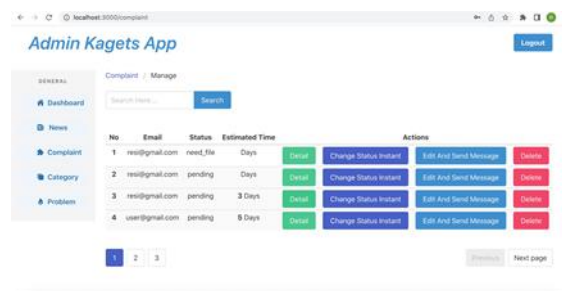 localhost:3000/complaint
Admin Kagets App
Logout
GENERAL
Dashboard
News
Complaint
Category
Problem
Complaint / Manage
Search Here ...
Search
No Email Status Estimated Time Actions
1 resi@gmail.com need_file Days Detail Change Status Instant Edit And Send Message Delete
2 resi@gmail.com pending Days Detail Change Status Instant Edit And Send Message Delete
3 resi@gmail.com pending 3 Days Detail Change Status Instant Edit And Send Message Delete
4 user@gmail.com pending 5 Days Detail Change Status Instant Edit And Send Message Delete
1 2 3 Previous Next page